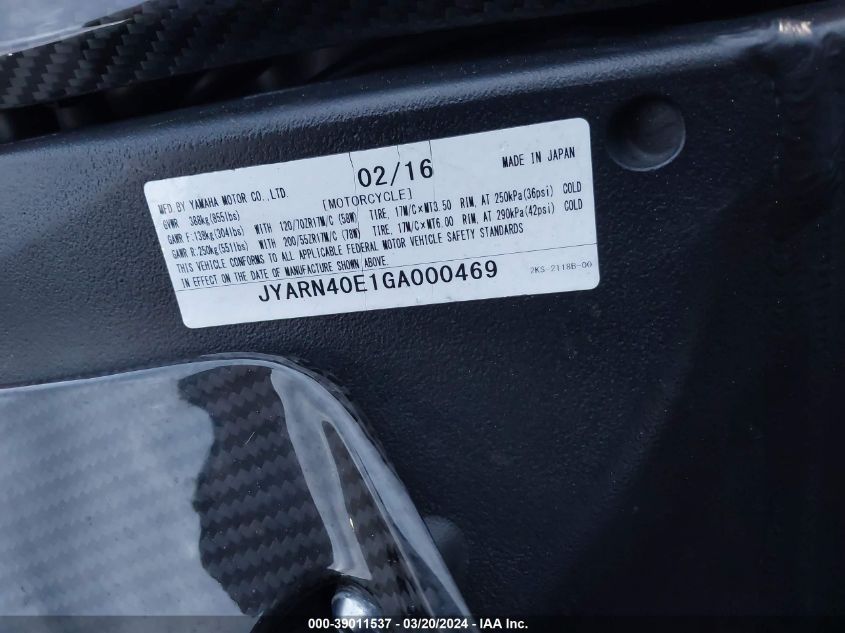 02/16
MADE IN JAPAN
MFD BY YAMAHA MOTOR CO.,LTD. [MOTORCYCLE]
GVWR 388kg(855lbs)
GAWR F:138kg(304lbs) WITH 120/70ZR17M/C (58W) TIRE, 17M/C×MT3.50 RIM, AT 250kPa(36psi) COLD
GAWR R:250kg(551lbs) WITH 200/55ZR17M/C (78W) TIRE, 17M/C×MT6.00 RIM, AT 290kPa(42psi) COLD
THIS VEHICLE CONFORMS TO ALL APPLICABLE FEDERAL MOTOR VEHICLE SAFETY STANDARDS
IN EFFECT ON THE DATE OF MANUFACTURE SHOWN ABOVE.
JYARN40E1GA000469
2KS-2118B-00
000-39011537 - 03/20/2024 - IAA Inc.